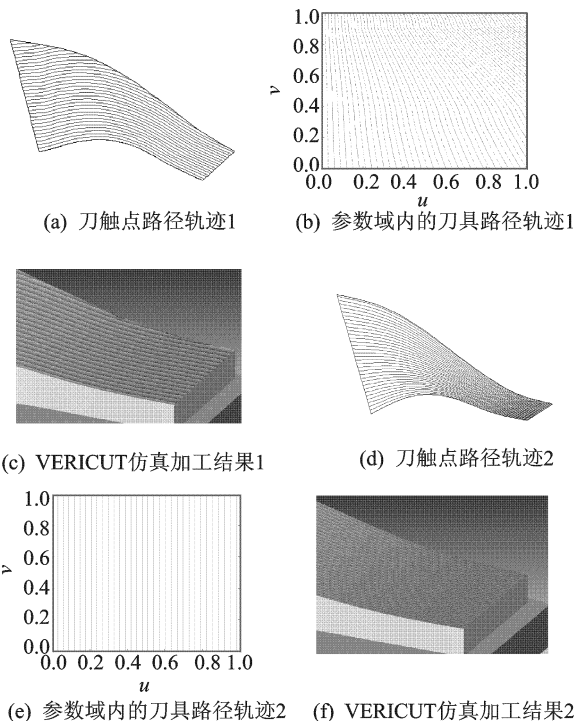 1.0
0.8
0.6
v
0.4
0.2
0.0
0.0 0.2 0.4 0.6 0.8 1.0
u
(a) 刀触点路径轨迹1
(b) 参数域内的刀具路径轨迹1
(c) VERICUT仿真加工结果1
(d) 刀触点路径轨迹2
1.0
0.8
0.6
v
0.4
0.2
0.0
0.0 0.2 0.4 0.6 0.8 1.0
u
(e) 参数域内的刀具路径轨迹2
(f) VERICUT仿真加工结果2